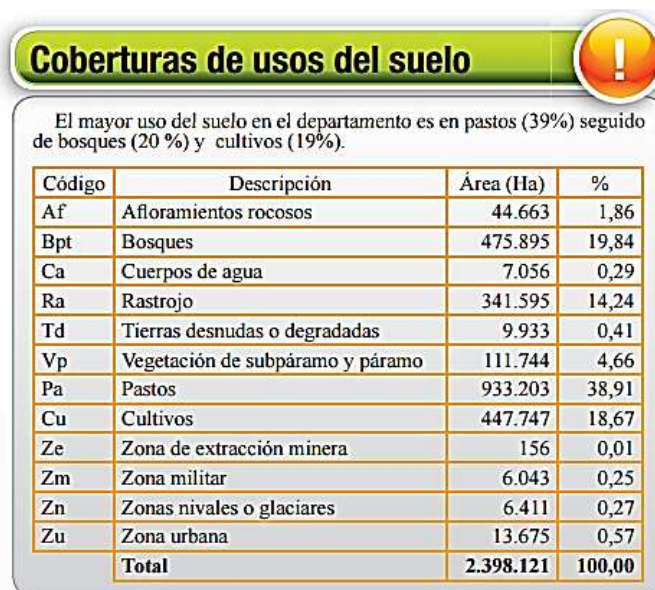 Coberturas de usos del suelo
!
El mayor uso del suelo en el departamento es en pastos (39%) seguido
de bosques (20 %) y cultivos (19%).
Código Descripción Área (Ha) %
Af Afloramientos rocosos 44.663 1,86
Bpt Bosques 475.895 19,84
Ca Cuerpos de agua 7.056 0,29
Ra Rastrojo 341.595 14,24
Td Tierras desnudas o degradadas 9.933 0,41
Vp Vegetación de subpáramo y páramo 111.744 4,66
Pa Pastos 933.203 38,91
Cu Cultivos 447.747 18,67
Ze Zona de extracción minera 156 0,01
Zm Zona militar 6.043 0,25
Zn Zonas nivales o glaciares 6.411 0,27
Zu Zona urbana 13.675 0,57
Total 2.398.121 100,00